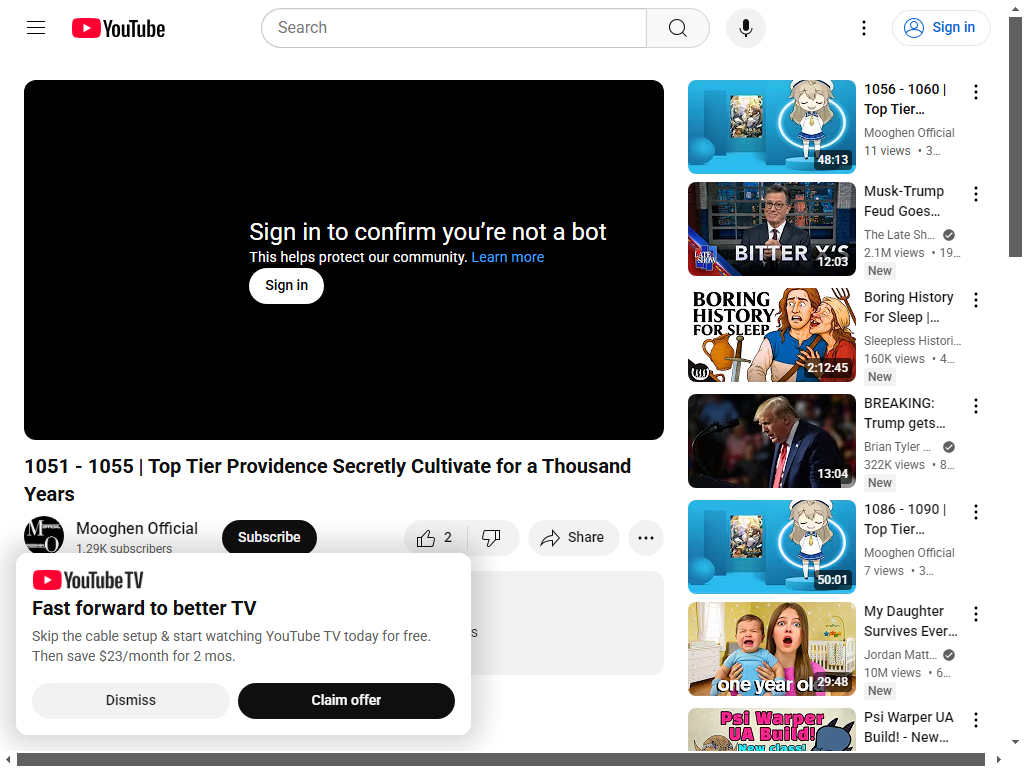 YouTube
Search
Sign in
Sign in to confirm you’re not a bot
This helps protect our community. Learn more
Sign in
1051 - 1055 | Top Tier Providence Secretly Cultivate for a Thousand
Years
Mooghen Official
1.29K subscribers
Subscribe
2
Share
YouTube TV
Fast forward to better TV
Skip the cable setup & start watching YouTube TV today for free.
Then save $23/month for 2 mos.
Dismiss
Claim offer
48:13
1056 - 1060 |
Top Tier…
Mooghen Official
11 views • 3…
LATE SHOW
BITTER X'S
12:03
Musk-Trump
Feud Goes…
The Late Sh…
2.1M views • 19…
New
BORING
HISTORY
FOR SLEEP
2:12:45
Boring History
For Sleep |…
Sleepless Histori…
160K views • 4…
New
13:04
BREAKING:
Trump gets…
Brian Tyler …
322K views • 8…
New
50:01
1086 - 1090 |
Top Tier…
Mooghen Official
7 views • 3…
one year old
29:48
My Daughter
Survives Ever…
Jordan Matt…
10M views • 6…
New
Psi Warper
UA Build!
New class!
Psi Warper UA
Build! - New…